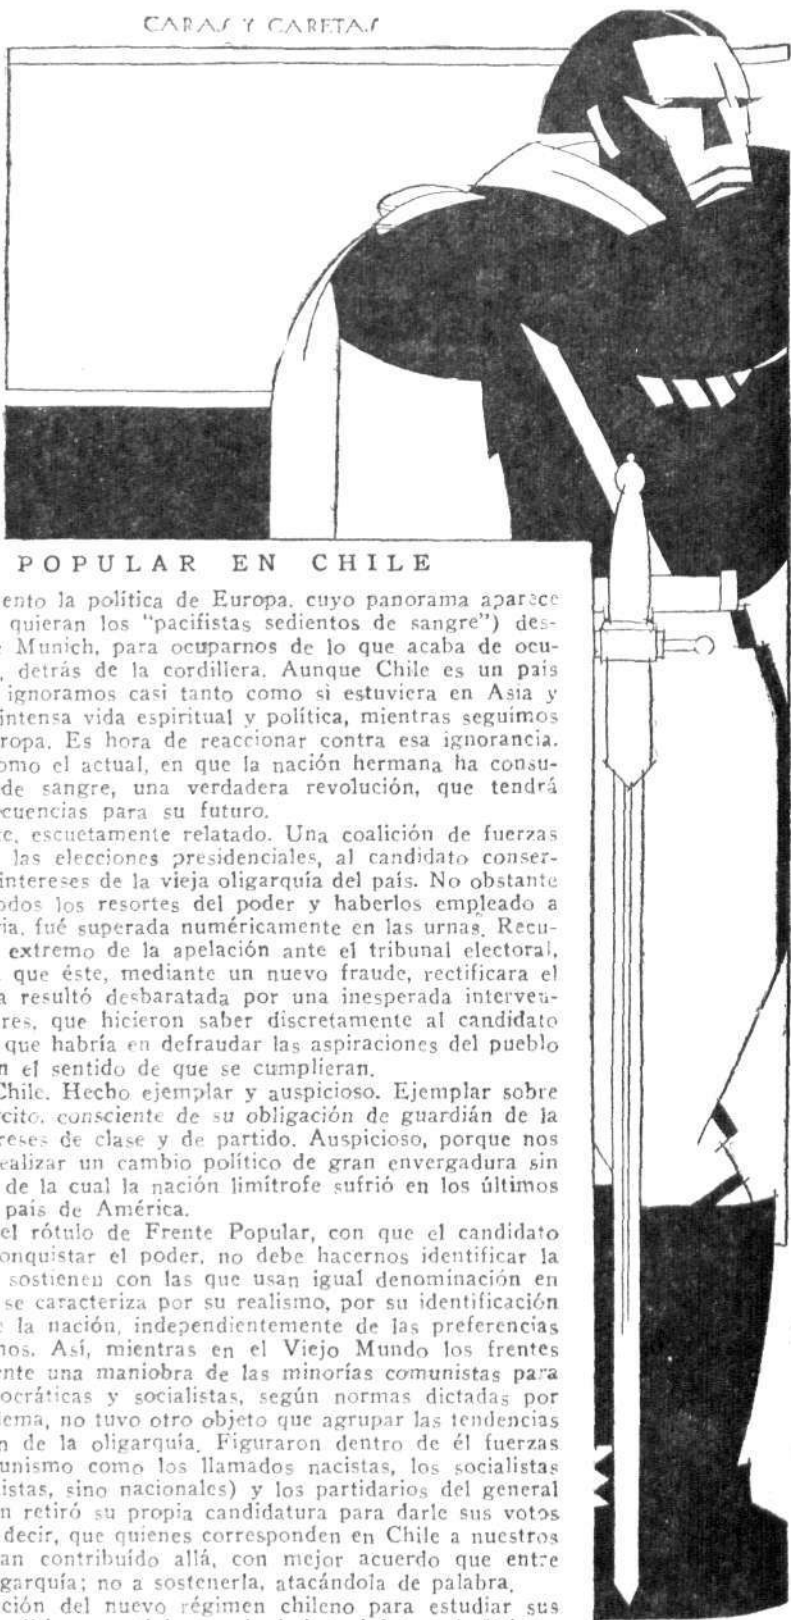 CARAS Y CARETAS
POPULAR EN CHILE
ento la política de Europa, cuyo panorama aparece
quieran los "pacifistas sedientos de sangre") des-
Munich, para ocuparnos de lo que acaba de ocu-
, detrás de la cordillera. Aunque Chile es un país
ignoramos casi tanto como si estuviera en Asia y
intensa vida espiritual y política, mientras seguimos
ropa. Es hora de reaccionar contra esa ignorancia.
omo el actual, en que la nación hermana ha consu-
de sangre, una verdadera revolución, que tendrá
cuencias para su futuro.
te, escuetamente relatado. Una coalición de fuerzas
las elecciones presidenciales, al candidato conser-
intereses de la vieja oligarquía del país. No obstante
odos los resortes del poder y haberlos empleado a
ria, fué superada numéricamente en las urnas. Recu-
extremo de la apelación ante el tribunal electoral,
que éste, mediante un nuevo fraude, rectificara el
a resultó desbaratada por una inesperada interven-
res, que hicieron saber discretamente al candidato
que habría en defraudar las aspiraciones del pueblo
n el sentido de que se cumplieran.
Chile. Hecho ejemplar y auspicioso. Ejemplar sobre
cito, consciente de su obligación de guardián de la
reses de clase y de partido. Auspicioso, porque nos
ealizar un cambio político de gran envergadura sin
de la cual la nación limítrofe sufrió en los últimos
país de América.
el rótulo de Frente Popular, con que el candidato
onquistar el poder, no debe hacernos identificar la
sostienen con las que usan igual denominación en
se caracteriza por su realismo, por su identificación
e la nación, independientemente de las preferencias
nos. Así, mientras en el Viejo Mundo los frentes
nte una maniobra de las minorías comunistas para
ocráticas y socialistas, según normas dictadas por
lema, no tuvo otro objeto que agrupar las tendencias
n de la oligarquía. Figuraron dentro de él fuerzas
unismo como los llamados nacistas, los socialistas
istas, sino nacionales) y los partidarios del general
n retiró su propia candidatura para darle sus votos
decir, que quienes corresponden en Chile a nuestros
an contribuído allá, con mejor acuerdo que entre
garquía; no a sostenerla, atacándola de palabra.
ción del nuevo régimen chileno para estudiar sus